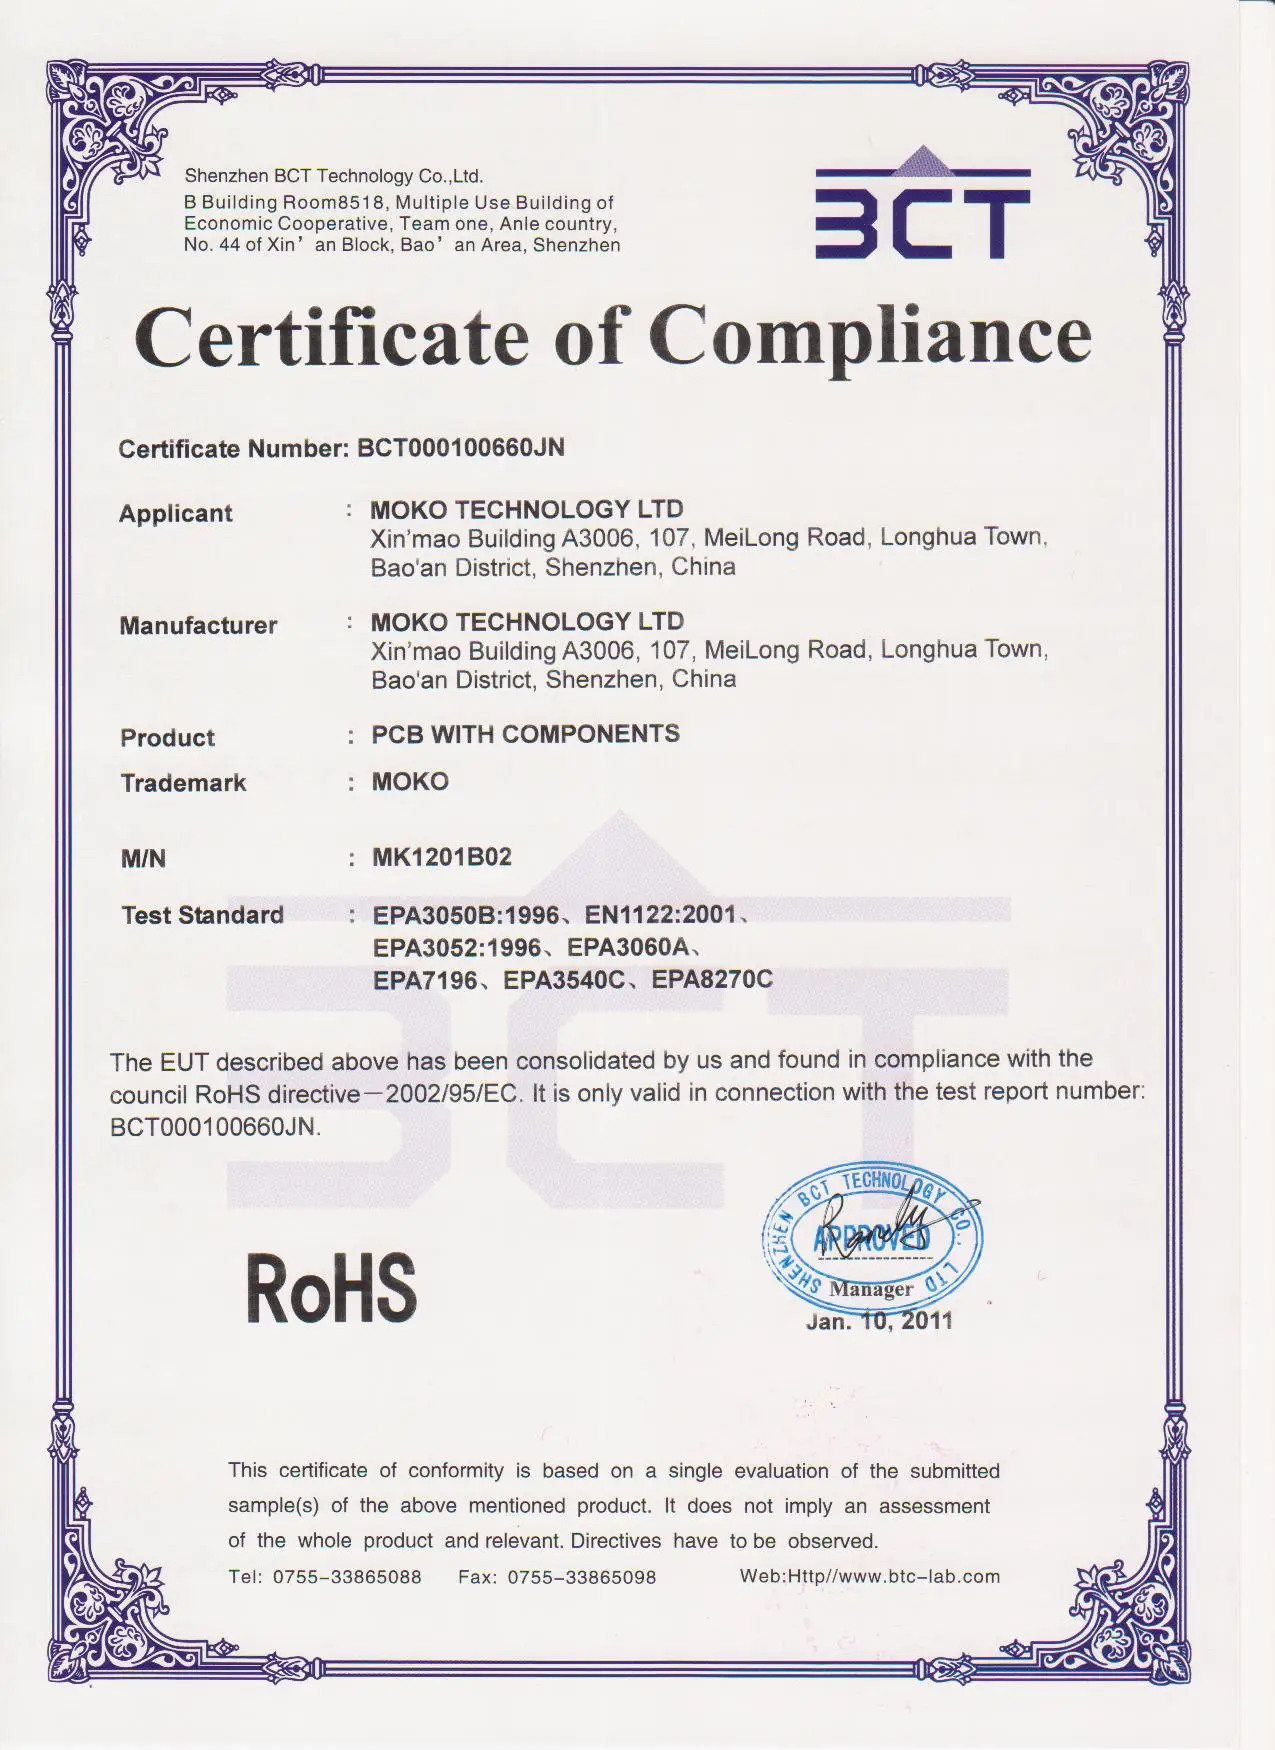 Shenzhen BCT Technology Co.,Ltd.
B Building Room8518, Multiple Use Building of
Economic Cooperative, Team one, Anle country,
No. 44 of Xin’ an Block, Bao’ an Area, Shenzhen
BCT
Certificate of Compliance
Certificate Number: BCT000100660JN
Applicant : MOKO TECHNOLOGY LTD
Xin'mao Building A3006, 107, MeiLong Road, Longhua Town,
Bao'an District, Shenzhen, China
Manufacturer : MOKO TECHNOLOGY LTD
Xin'mao Building A3006, 107, MeiLong Road, Longhua Town,
Bao'an District, Shenzhen, China
Product : PCB WITH COMPONENTS
Trademark : MOKO
M/N : MK1201B02
Test Standard : EPA3050B:1996、EN1122:2001、
EPA3052:1996、EPA3060A、
EPA7196、EPA3540C、EPA8270C
BCT
The EUT described above has been consolidated by us and found in compliance with the
council RoHS directive—2002/95/EC. It is only valid in connection with the test report number:
BCT000100660JN.
SHENZHEN BCT TECHNOLOGY CO., LTD
APPROVED
Manager
Jan. 10, 2011
RoHS
This certificate of conformity is based on a single evaluation of the submitted
sample(s) of the above mentioned product. It does not imply an assessment
of the whole product and relevant. Directives have to be observed.
Tel: 0755-33865088 Fax: 0755-33865098 Web:Http//www.btc-lab.com